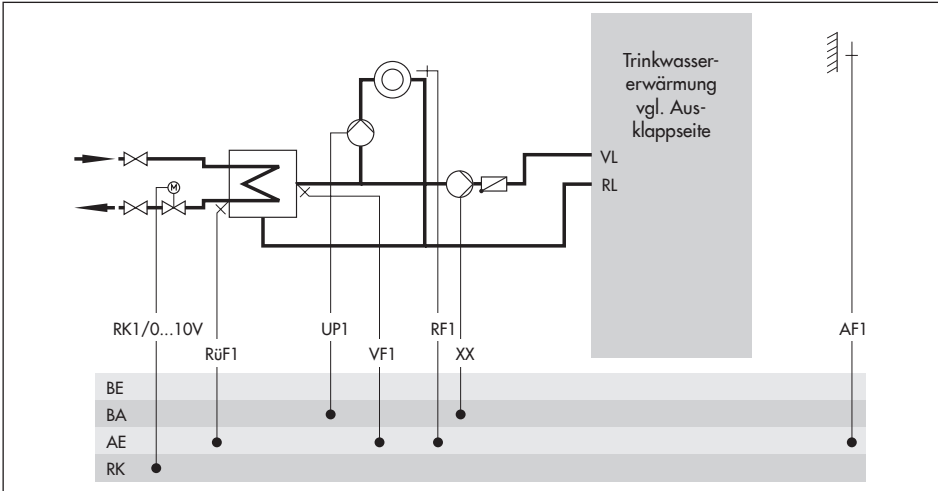 Trinkwasser-
erwärmung
vgl. Aus-
klappseite
VL
RL
M
RK1/0...10V
UP1
RF1
AF1
RüF1
VF1
XX
BE
BA
AE
RK